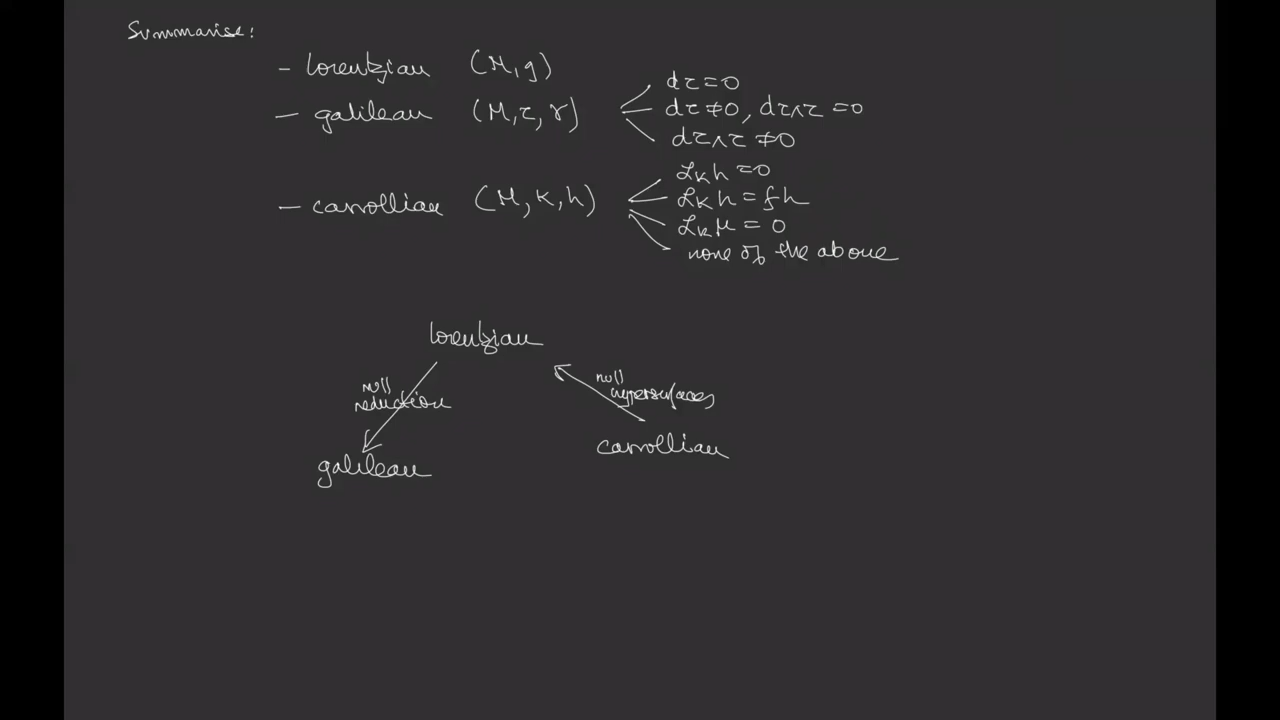 Summarise:
- lorentzian (M, g)
- galilean (M, τ, γ)
dτ = 0
dτ ≠ 0, dτ∧τ = 0
dτ∧τ ≠ 0
- carrollian (M, κ, h)
ℒκ h = 0
ℒκ h = f h
ℒκ μ = 0
none of the above
lorentzian
null
reduction
null
hypersurfaces
galilean
carrollian